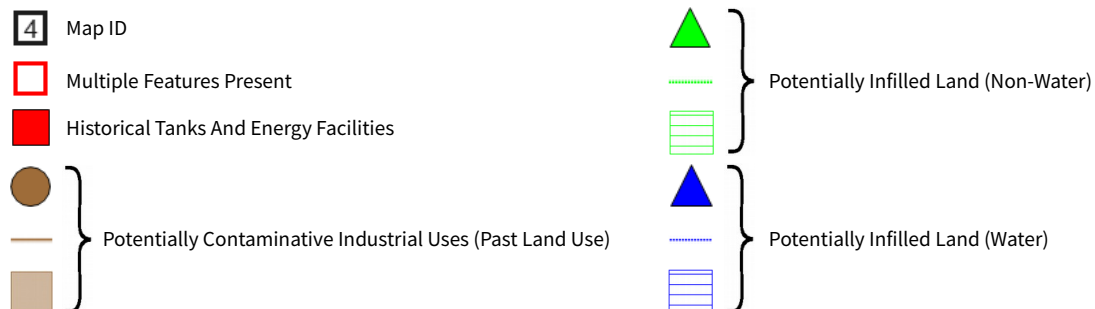 4 Map ID
Multiple Features Present
Historical Tanks And Energy Facilities
Potentially Contaminative Industrial Uses (Past Land Use)
Potentially Infilled Land (Non-Water)
Potentially Infilled Land (Water)